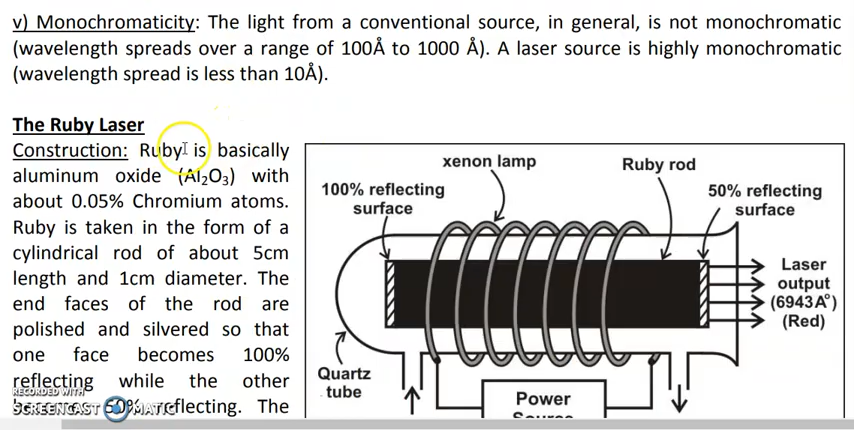 v) Monochromaticity: The light from a conventional source, in general, is not monochromatic
(wavelength spreads over a range of 100Å to 1000 Å). A laser source is highly monochromatic
(wavelength spread is less than 10Å).
The Ruby Laser
Construction: Ruby is basically
aluminum oxide (Al₂O₃) with
about 0.05% Chromium atoms.
Ruby is taken in the form of a
cylindrical rod of about 5cm
length and 1cm diameter. The
end faces of the rod are
polished and silvered so that
one face becomes 100%
reflecting while the other
50% reflecting. The
RECORDED WITH
SCREENCAST MATIC
xenon lamp
Ruby rod
100% reflecting
surface
50% reflecting
surface
Laser
output
(6943A°)
(Red)
Quartz
tube
Power
Source